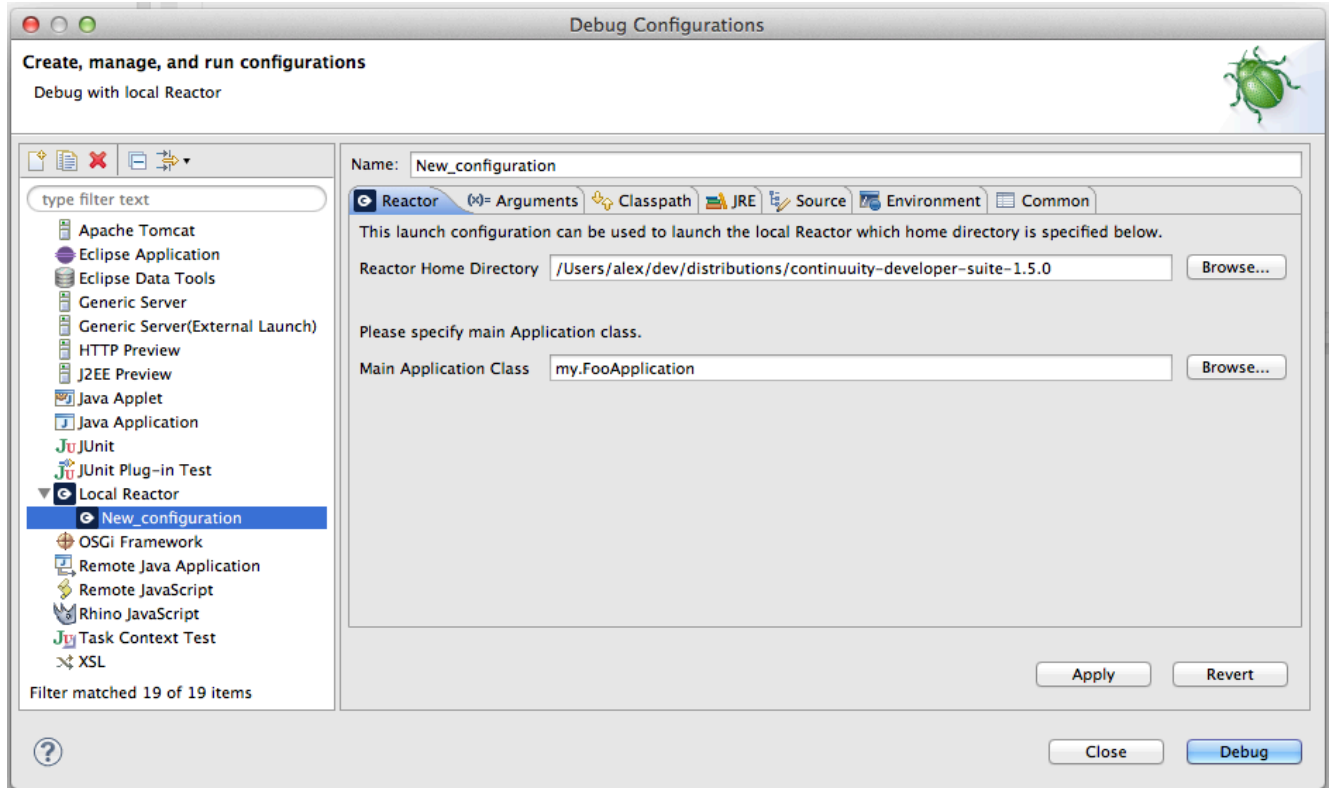 Debug Configurations
Create, manage, and run configurations
Debug with local Reactor
type filter text
Apache Tomcat
Eclipse Application
Eclipse Data Tools
Generic Server
Generic Server(External Launch)
HTTP Preview
J2EE Preview
Java Applet
Java Application
JUnit
JUnit Plug-in Test
Local Reactor
New_configuration
OSGi Framework
Remote Java Application
Remote JavaScript
Rhino JavaScript
Task Context Test
XSL
Filter matched 19 of 19 items
Name: New_configuration
Reactor (x)= Arguments Classpath JRE Source Environment Common
This launch configuration can be used to launch the local Reactor which home directory is specified below.
Reactor Home Directory /Users/alex/dev/distributions/continuuity-developer-suite-1.5.0 Browse...
Please specify main Application class.
Main Application Class my.FooApplication Browse...
Apply Revert
? Close Debug